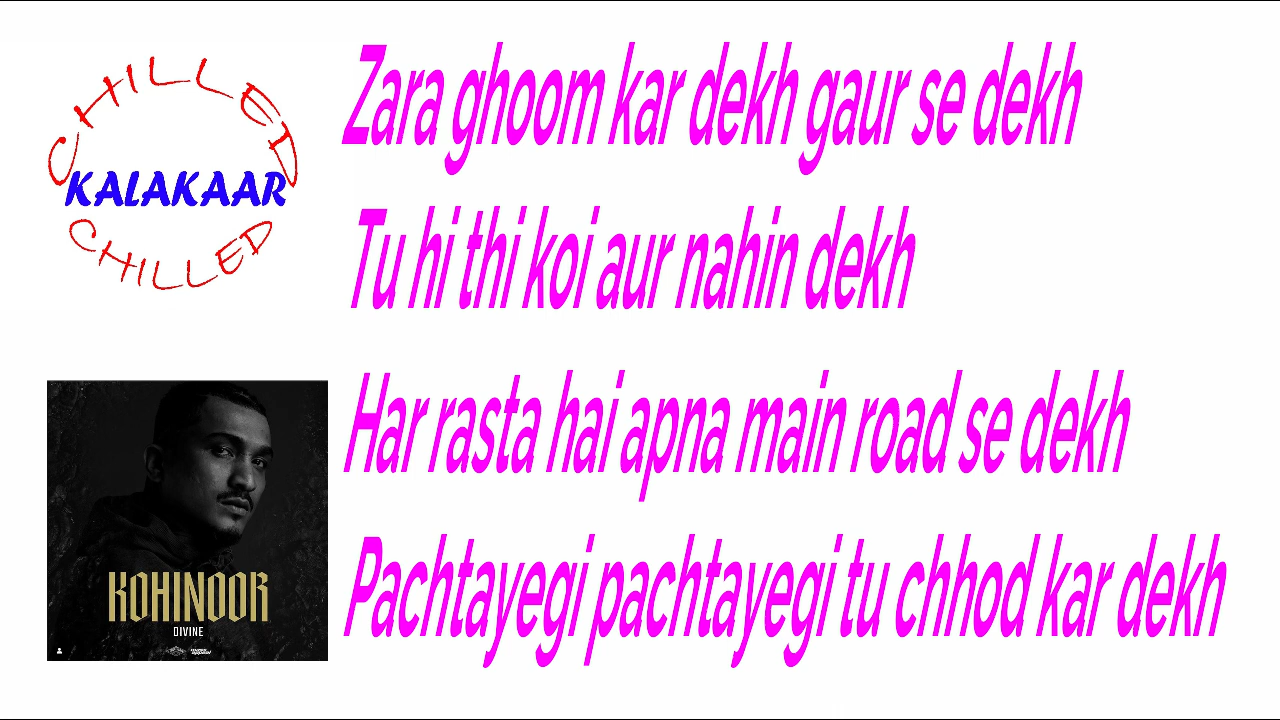 CHILLED
KALAKAAR
CHILLED
Zara ghoom kar dekh gaur se dekh
Tu hi thi koi aur nahin dekh
Har rasta hai apna main road se dekh
Pachtayegi pachtayegi tu chhod kar dekh
KOHINOOR
DIVINE